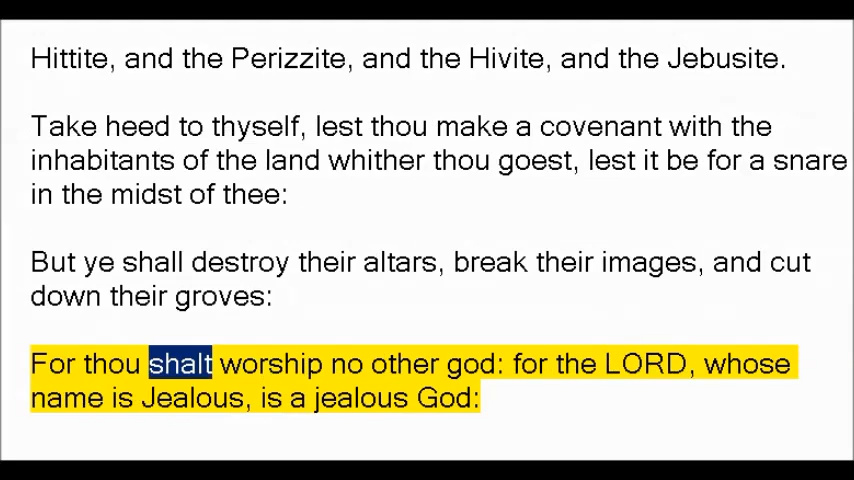 Hittite, and the Perizzite, and the Hivite, and the Jebusite.
Take heed to thyself, lest thou make a covenant with the
inhabitants of the land whither thou goest, lest it be for a snare
in the midst of thee:
But ye shall destroy their altars, break their images, and cut
down their groves:
For thou shalt worship no other god: for the LORD, whose
name is Jealous, is a jealous God: